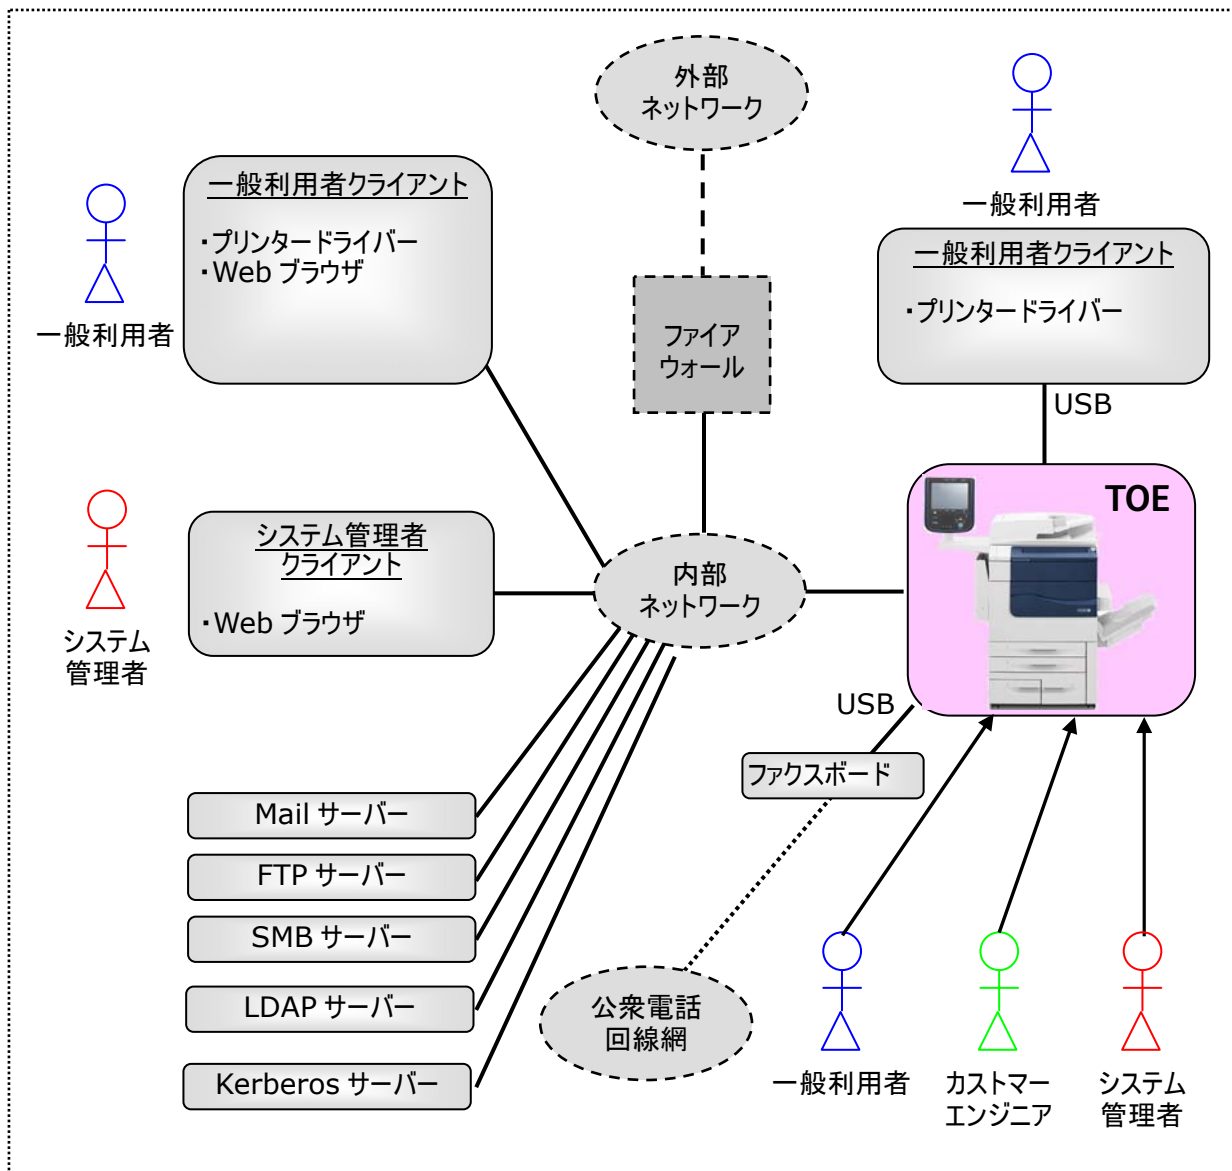 外部
ネットワーク
一般利用者
一般利用者クライアント
・プリンタードライバー
・Web ブラウザ
一般利用者
一般利用者クライアント
・プリンタードライバー
USB
ファイア
ウォール
TOE
システム管理者
クライアント
・Web ブラウザ
システム
管理者
内部
ネットワーク
USB
ファクスボード
Mail サーバー
FTP サーバー
SMB サーバー
LDAP サーバー
Kerberos サーバー
公衆電話
回線網
一般利用者
カストマー
エンジニア
システム
管理者